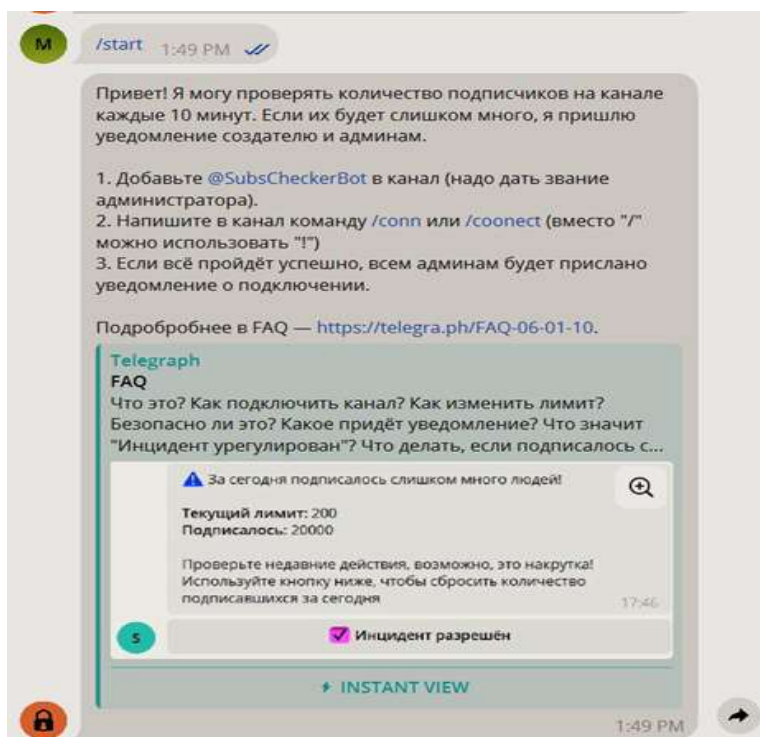 M
/start 1:49 PM
Привет! Я могу проверять количество подписчиков на канале
каждые 10 минут. Если их будет слишком много, я пришлю
уведомление создателю и админам.
1. Добавьте @SubsCheckerBot в канал (надо дать звание
администратора).
2. Напишите в канал команду /conn или /coonect (вместо "/"
можно использовать "!")
3. Если всё пройдёт успешно, всем админам будет прислано
уведомление о подключении.
Подробробнее в FAQ — https://telegra.ph/FAQ-06-01-10.
Telegraph
FAQ
Что это? Как подключить канал? Как изменить лимит?
Безопасно ли это? Какое придёт уведомление? Что значит
"Инцидент урегулирован"? Что делать, если подписалось с...
За сегодня подписалось слишком много людей!
Текущий лимит: 200
Подписалось: 20000
Проверьте недавние действия, возможно, это накрутка!
Используйте кнопку ниже, чтобы сбросить количество
подписавшихся за сегодня
17:46
S
Инцидент разрешён
INSTANT VIEW
1:49 PM